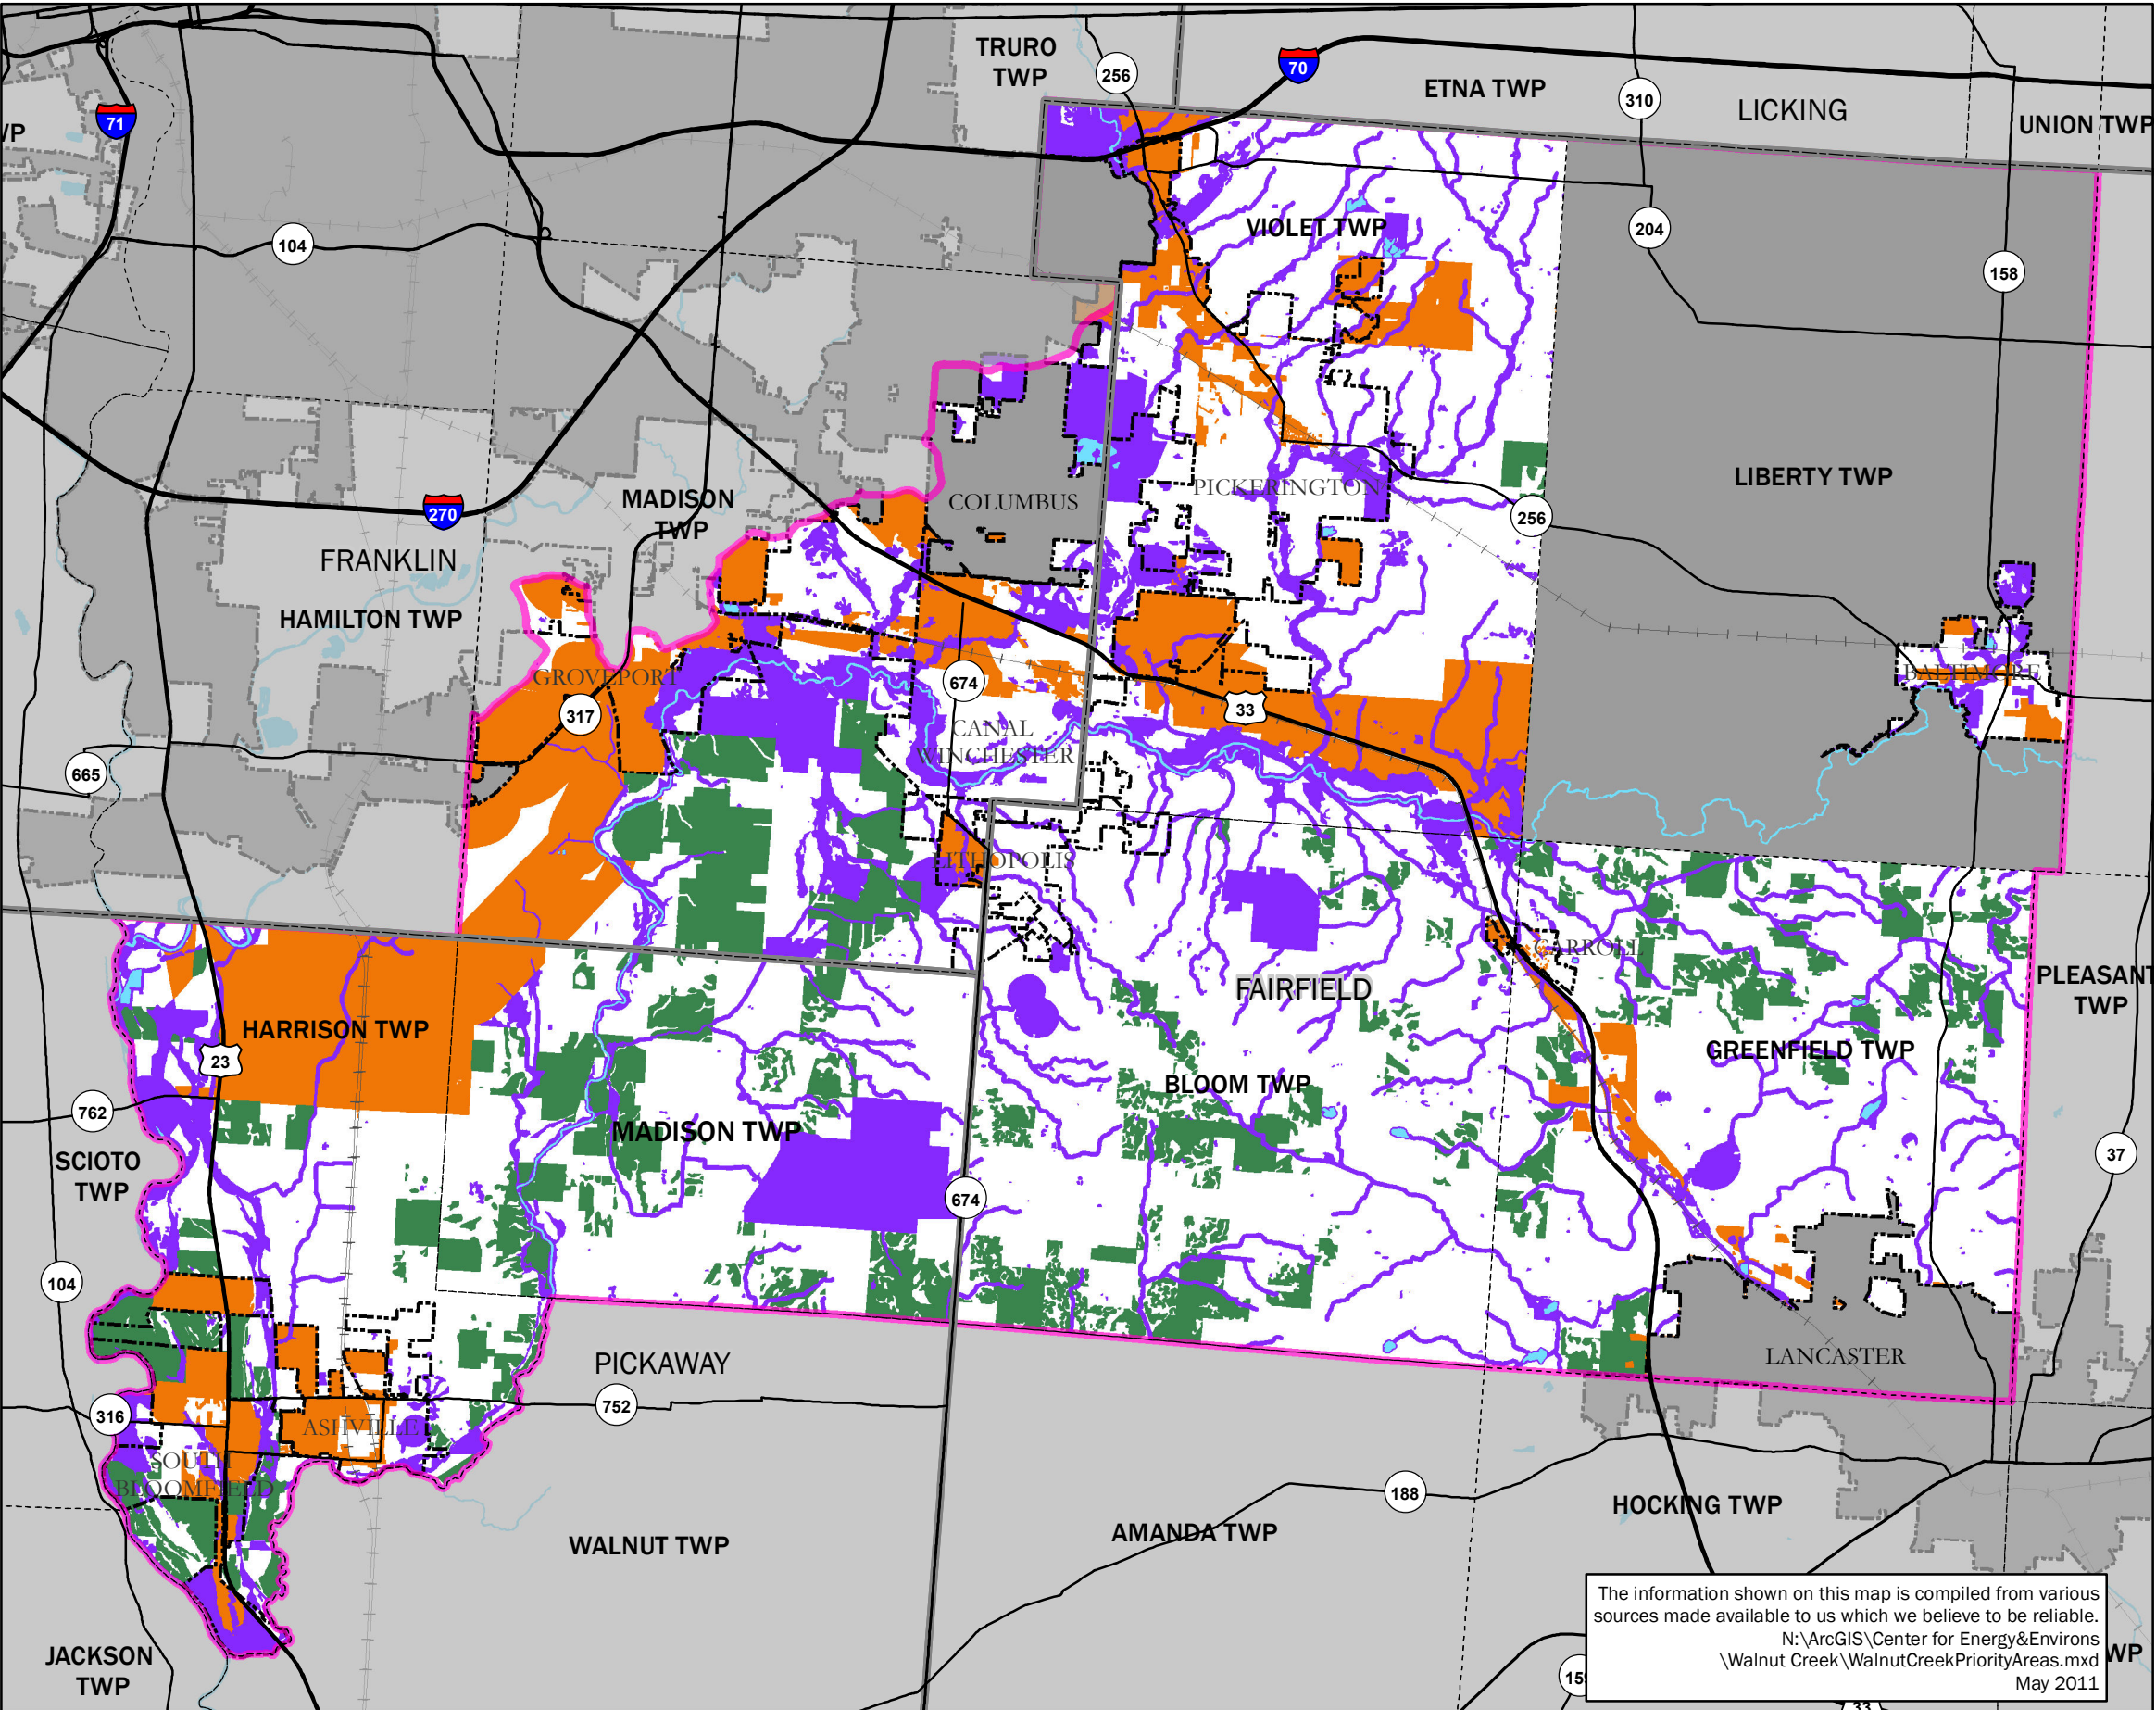 TRURO
TWP
256
70
ETNA TWP
310
LICKING
UNION TWP
71
104
VIOLET TWP
204
158
MADISON
TWP
COLUMBUS
PICKERINGTON
LIBERTY TWP
270
256
FRANKLIN
HAMILTON TWP
GROVEPORT
317
674
33
BALTIMORE
CANAL
WINCHESTER
665
LITHOPOLIS
CARROLL
FAIRFIELD
PLEASANT
TWP
HARRISON TWP
23
GREENFIELD TWP
BLOOM TWP
762
MADISON TWP
SCIOTO
TWP
37
674
104
PICKAWAY
LANCASTER
752
316
ASHVILLE
SOUTH
BLOOMFIELD
188
HOCKING TWP
AMANDA TWP
WALNUT TWP
JACKSON
TWP
The information shown on this map is compiled from various
sources made available to us which we believe to be reliable.
N:\ArcGIS\Center for Energy&Environs
\Walnut Creek\WalnutCreekPriorityAreas.mxd
May 2011
33